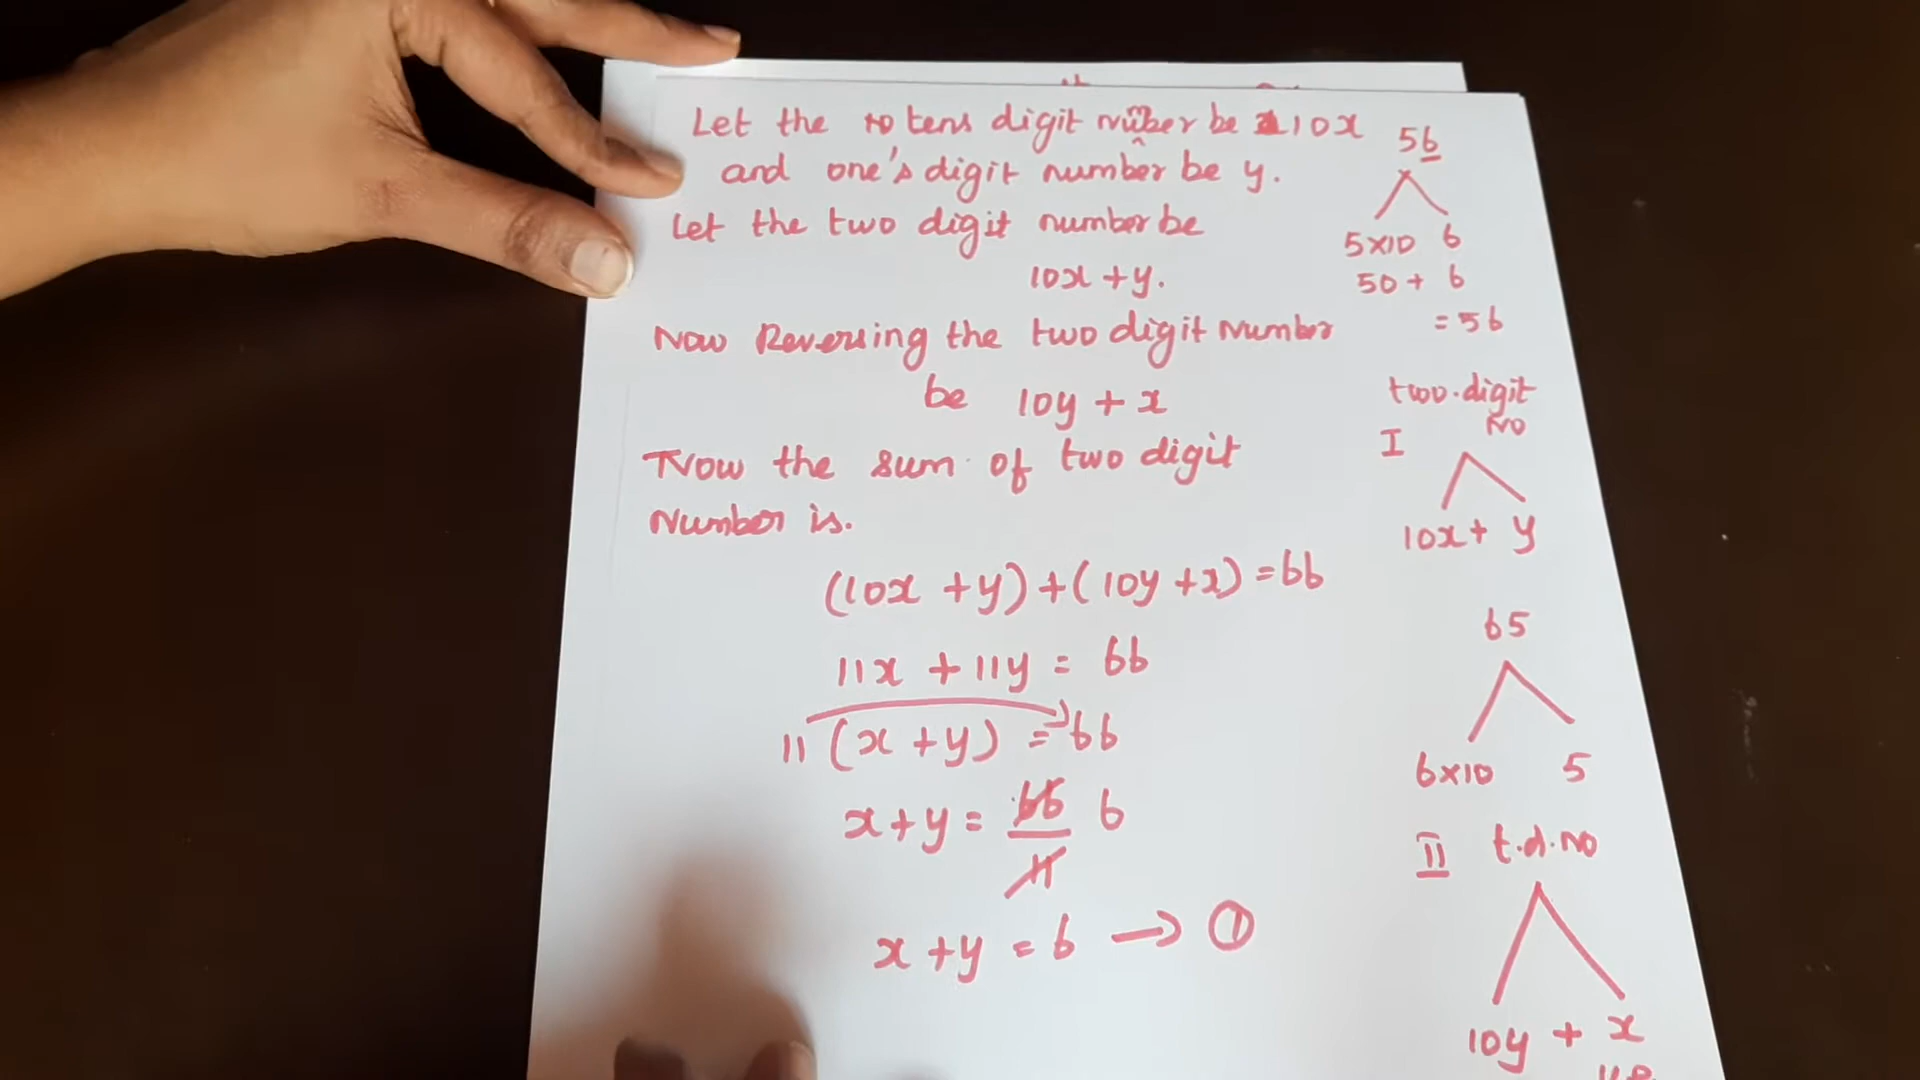 Let the tens digit number be 10x
and one's digit number be y.
Let the two digit number be
10x + y.
Now Reversing the two digit Number
be 10y + x
Now the sum of two digit
Number is.
(10x + y) + (10y + x) = 66
11x + 11y = 66
11 (x + y) = 66
x + y = 66/11 6
x + y = 6 → ①
56
5×10 6
50 + 6
= 56
two.digit
I No
10x + y
65
6×10 5
II t.d.no
10y + x